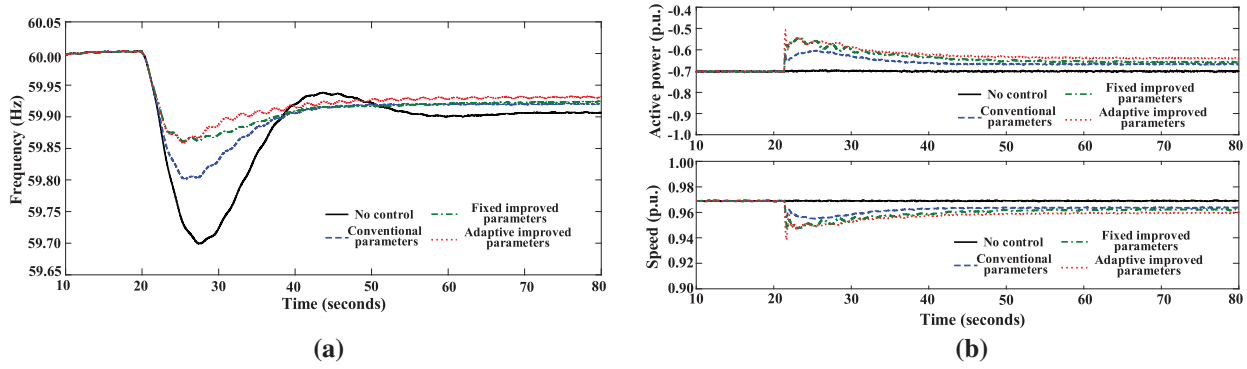 60.05
60.00
59.95
59.90
59.85
59.80
59.75
59.70
59.65
Frequency (Hz)
No control
Fixed improved
parameters
Conventional
parameters
Adaptive improved
parameters
10 20 30 40 50 60 70 80
Time (seconds)
(a)
-0.4
-0.5
-0.6
-0.7
-0.8
-0.9
-1.0
Active power (p.u.)
No control
Fixed improved
parameters
Conventional
parameters
Adaptive improved
parameters
10 20 30 40 50 60 70 80
1.00
0.98
0.96
0.94
0.92
0.90
Speed (p.u.)
No control
Fixed improved
parameters
Conventional
parameters
Adaptive improved
parameters
10 20 30 40 50 60 70 80
Time (seconds)
(b)